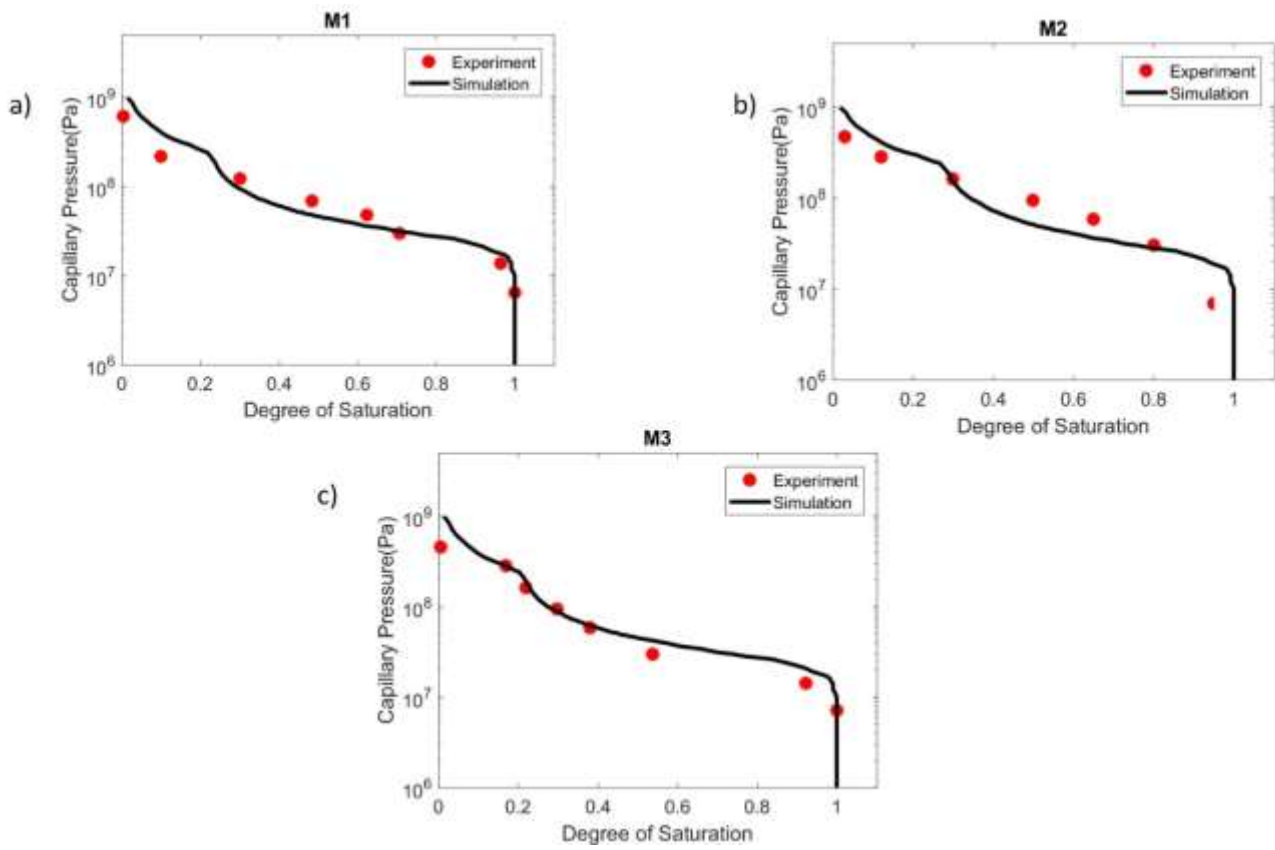 M1
a)
Experiment
Simulation
Capillary Pressure(Pa)
10^9
10^8
10^7
10^6
0 0.2 0.4 0.6 0.8 1
Degree of Saturation
M2
b)
Experiment
Simulation
Capillary Pressure(Pa)
10^9
10^8
10^7
10^6
0 0.2 0.4 0.6 0.8 1
Degree of Saturation
M3
c)
Experiment
Simulation
Capillary Pressure(Pa)
10^9
10^8
10^7
10^6
0 0.2 0.4 0.6 0.8 1
Degree of Saturation